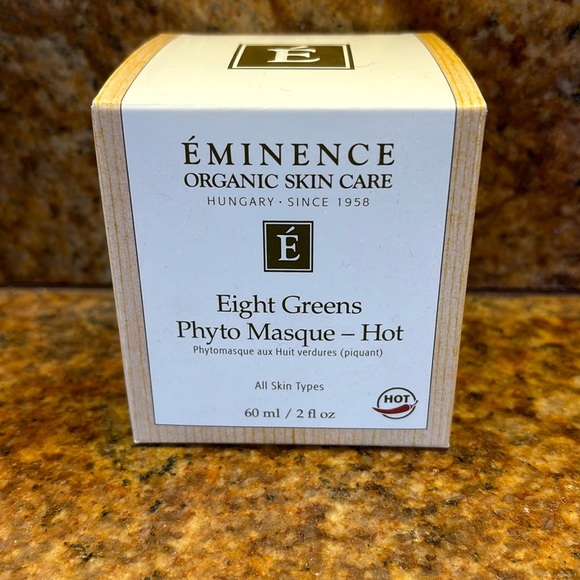 É
ÉMINENCE
ORGANIC SKIN CARE
HUNGARY · SINCE 1958
É
Eight Greens
Phyto Masque – Hot
Phytomasque aux Huit verdures (piquant)
All Skin Types
60 ml / 2 fl oz
HOT